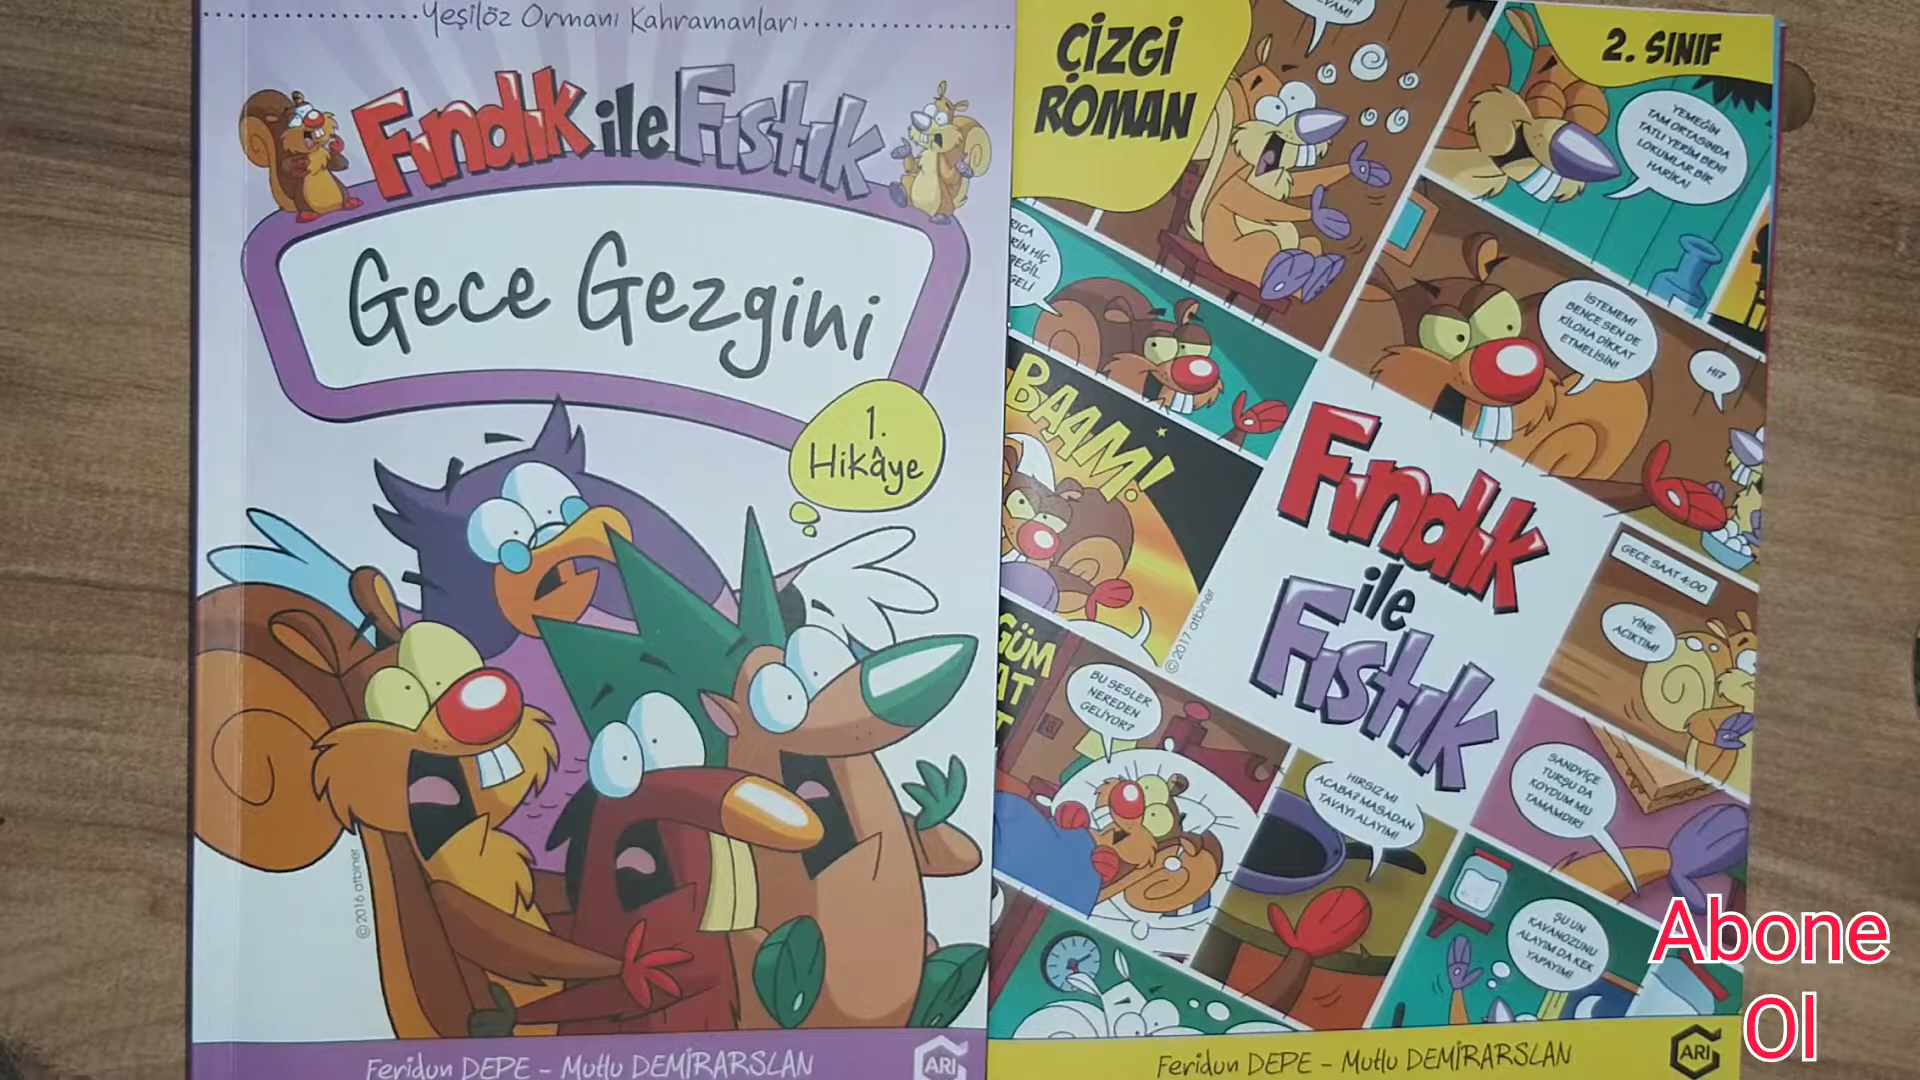 Yeşilöz Ormanı Kahramanları
Fındık ile Fıstık
Gece Gezgini
1.
Hikâye
©2016 atbiner
Feridun DEPE - Mutlu DEMİRARSLAN
ARI
ÇİZGİ
ROMAN
2. SINIF
YEMEĞİN
TAM ORTASINDA
TATLI YERİM BEN!
LOKUMLAR BİR
HARİKA!
İSTEMEM!
BENCE SEN DE
KİLONA DİKKAT
ETMELİSİN!
HI?
BAAM!
Fındık
ile
Fıstık
©2017 atbiner
GECE SAAT 4:00
YİNE
ACIKTIM!
BU SESLER
NEREDEN
GELİYOR?
HIRSIZ MI
ACABA? MASADAN
TAVAYI ALAYIM!
SANDVİÇE
TURŞU DA
KOYDUM MU
TAMAMDIR!
ŞU UN
KAVANOZUNU
ALAYIM DA KEK
YAPAYIM!
Feridun DEPE - Mutlu DEMİRARSLAN
ARI
Abone
Ol